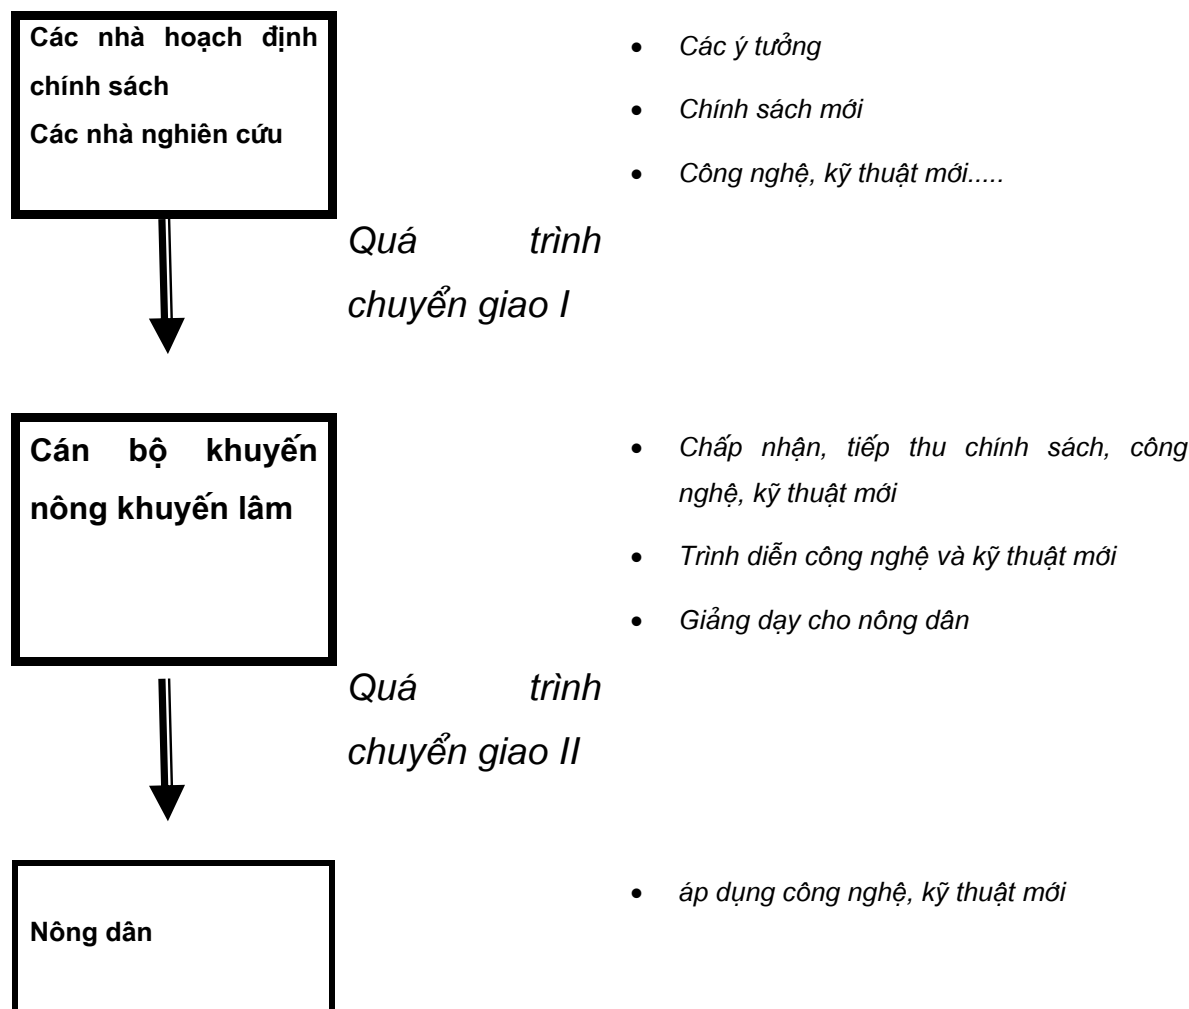 Các nhà hoạch định
chính sách
Các nhà nghiên cứu
• Các ý tưởng
• Chính sách mới
• Công nghệ, kỹ thuật mới.....
Quá trình
chuyển giao I
Cán bộ khuyến
nông khuyến lâm
• Chấp nhận, tiếp thu chính sách, công
nghệ, kỹ thuật mới
• Trình diễn công nghệ và kỹ thuật mới
• Giảng dạy cho nông dân
Quá trình
chuyển giao II
Nông dân
• áp dụng công nghệ, kỹ thuật mới